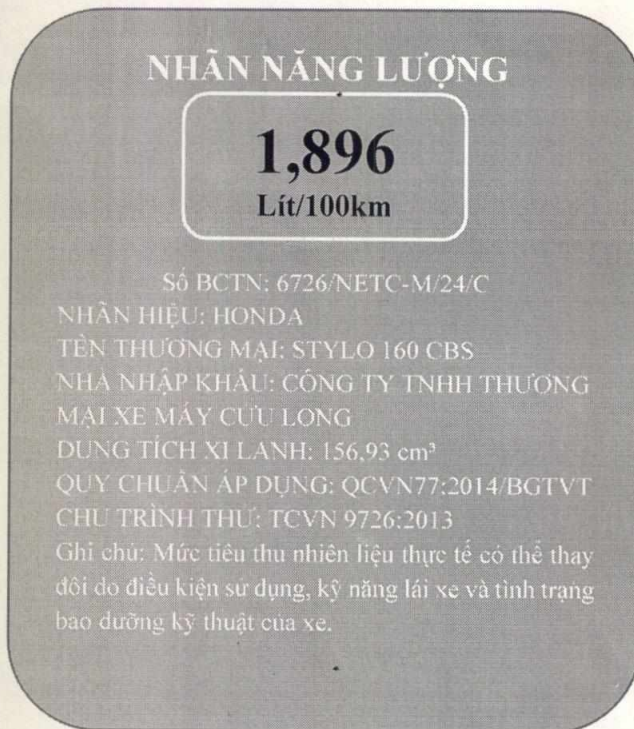 NHÃN NĂNG LƯỢNG
1,896
Lít/100km
Số BCTN: 6726/NETC-M/24/C
NHÃN HIỆU: HONDA
TÊN THƯƠNG MẠI: STYLO 160 CBS
NHÀ NHẬP KHẨU: CÔNG TY TNHH THƯƠNG
MẠI XE MÁY CỬU LONG
DUNG TÍCH XI LANH: 156,93 cm³
QUY CHUẨN ÁP DỤNG: QCVN77:2014/BGTVT
CHU TRÌNH THỬ: TCVN 9726:2013
Ghi chú: Mức tiêu thu nhiên liệu thực tế có thể thay
đổi do điều kiện sử dụng, kỹ năng lái xe và tình trạng
bao dưỡng kỹ thuật của xe.